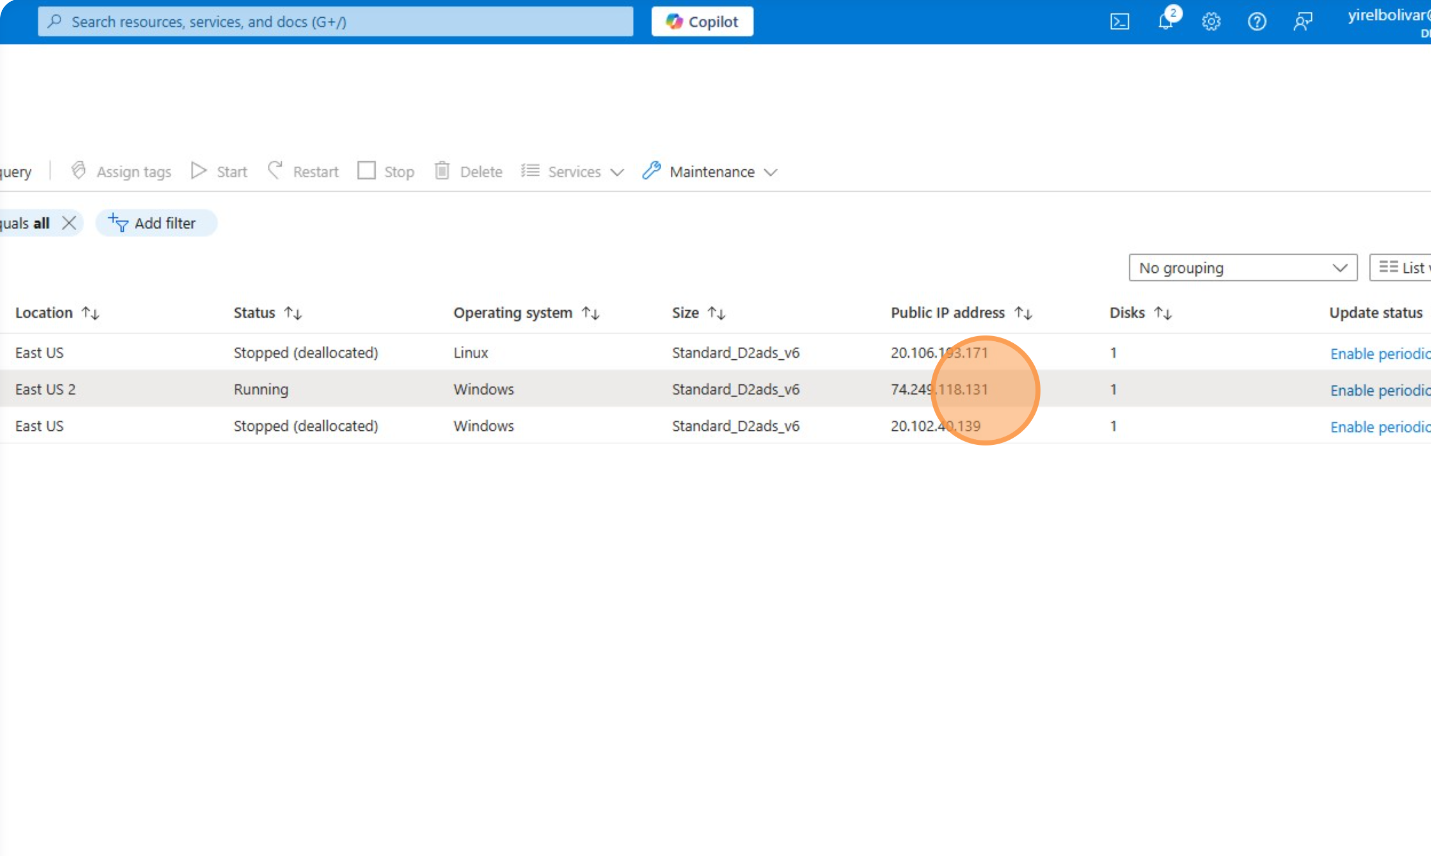 Search resources, services, and docs (G+/)
Copilot
2
yirelbolivar@
Assign tags
Start
Restart
Stop
Delete
Services
Maintenance
all
Add filter
No grouping
List
Location Status Operating system Size Public IP address Disks Update status
East US Stopped (deallocated) Linux Standard_D2ads_v6 20.106.193.171 1 Enable periodic
East US 2 Running Windows Standard_D2ads_v6 74.249.118.131 1 Enable periodic
East US Stopped (deallocated) Windows Standard_D2ads_v6 20.102.40.139 1 Enable periodic